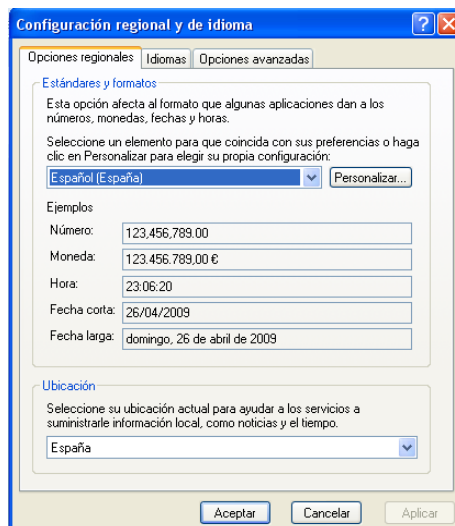 Configuración regional y de idioma
Opciones regionales Idiomas Opciones avanzadas
Estándares y formatos
Esta opción afecta al formato que algunas aplicaciones dan a los
números, monedas, fechas y horas.
Seleccione un elemento para que coincida con sus preferencias o haga
clic en Personalizar para elegir su propia configuración:
Español (España) Personalizar...
Ejemplos
Número: 123,456,789.00
Moneda: 123.456.789,00 €
Hora: 23:06:20
Fecha corta: 26/04/2009
Fecha larga: domingo, 26 de abril de 2009
Ubicación
Seleccione su ubicación actual para ayudar a los servicios a
suministrarle información local, como noticias y el tiempo.
España
Aceptar Cancelar Aplicar